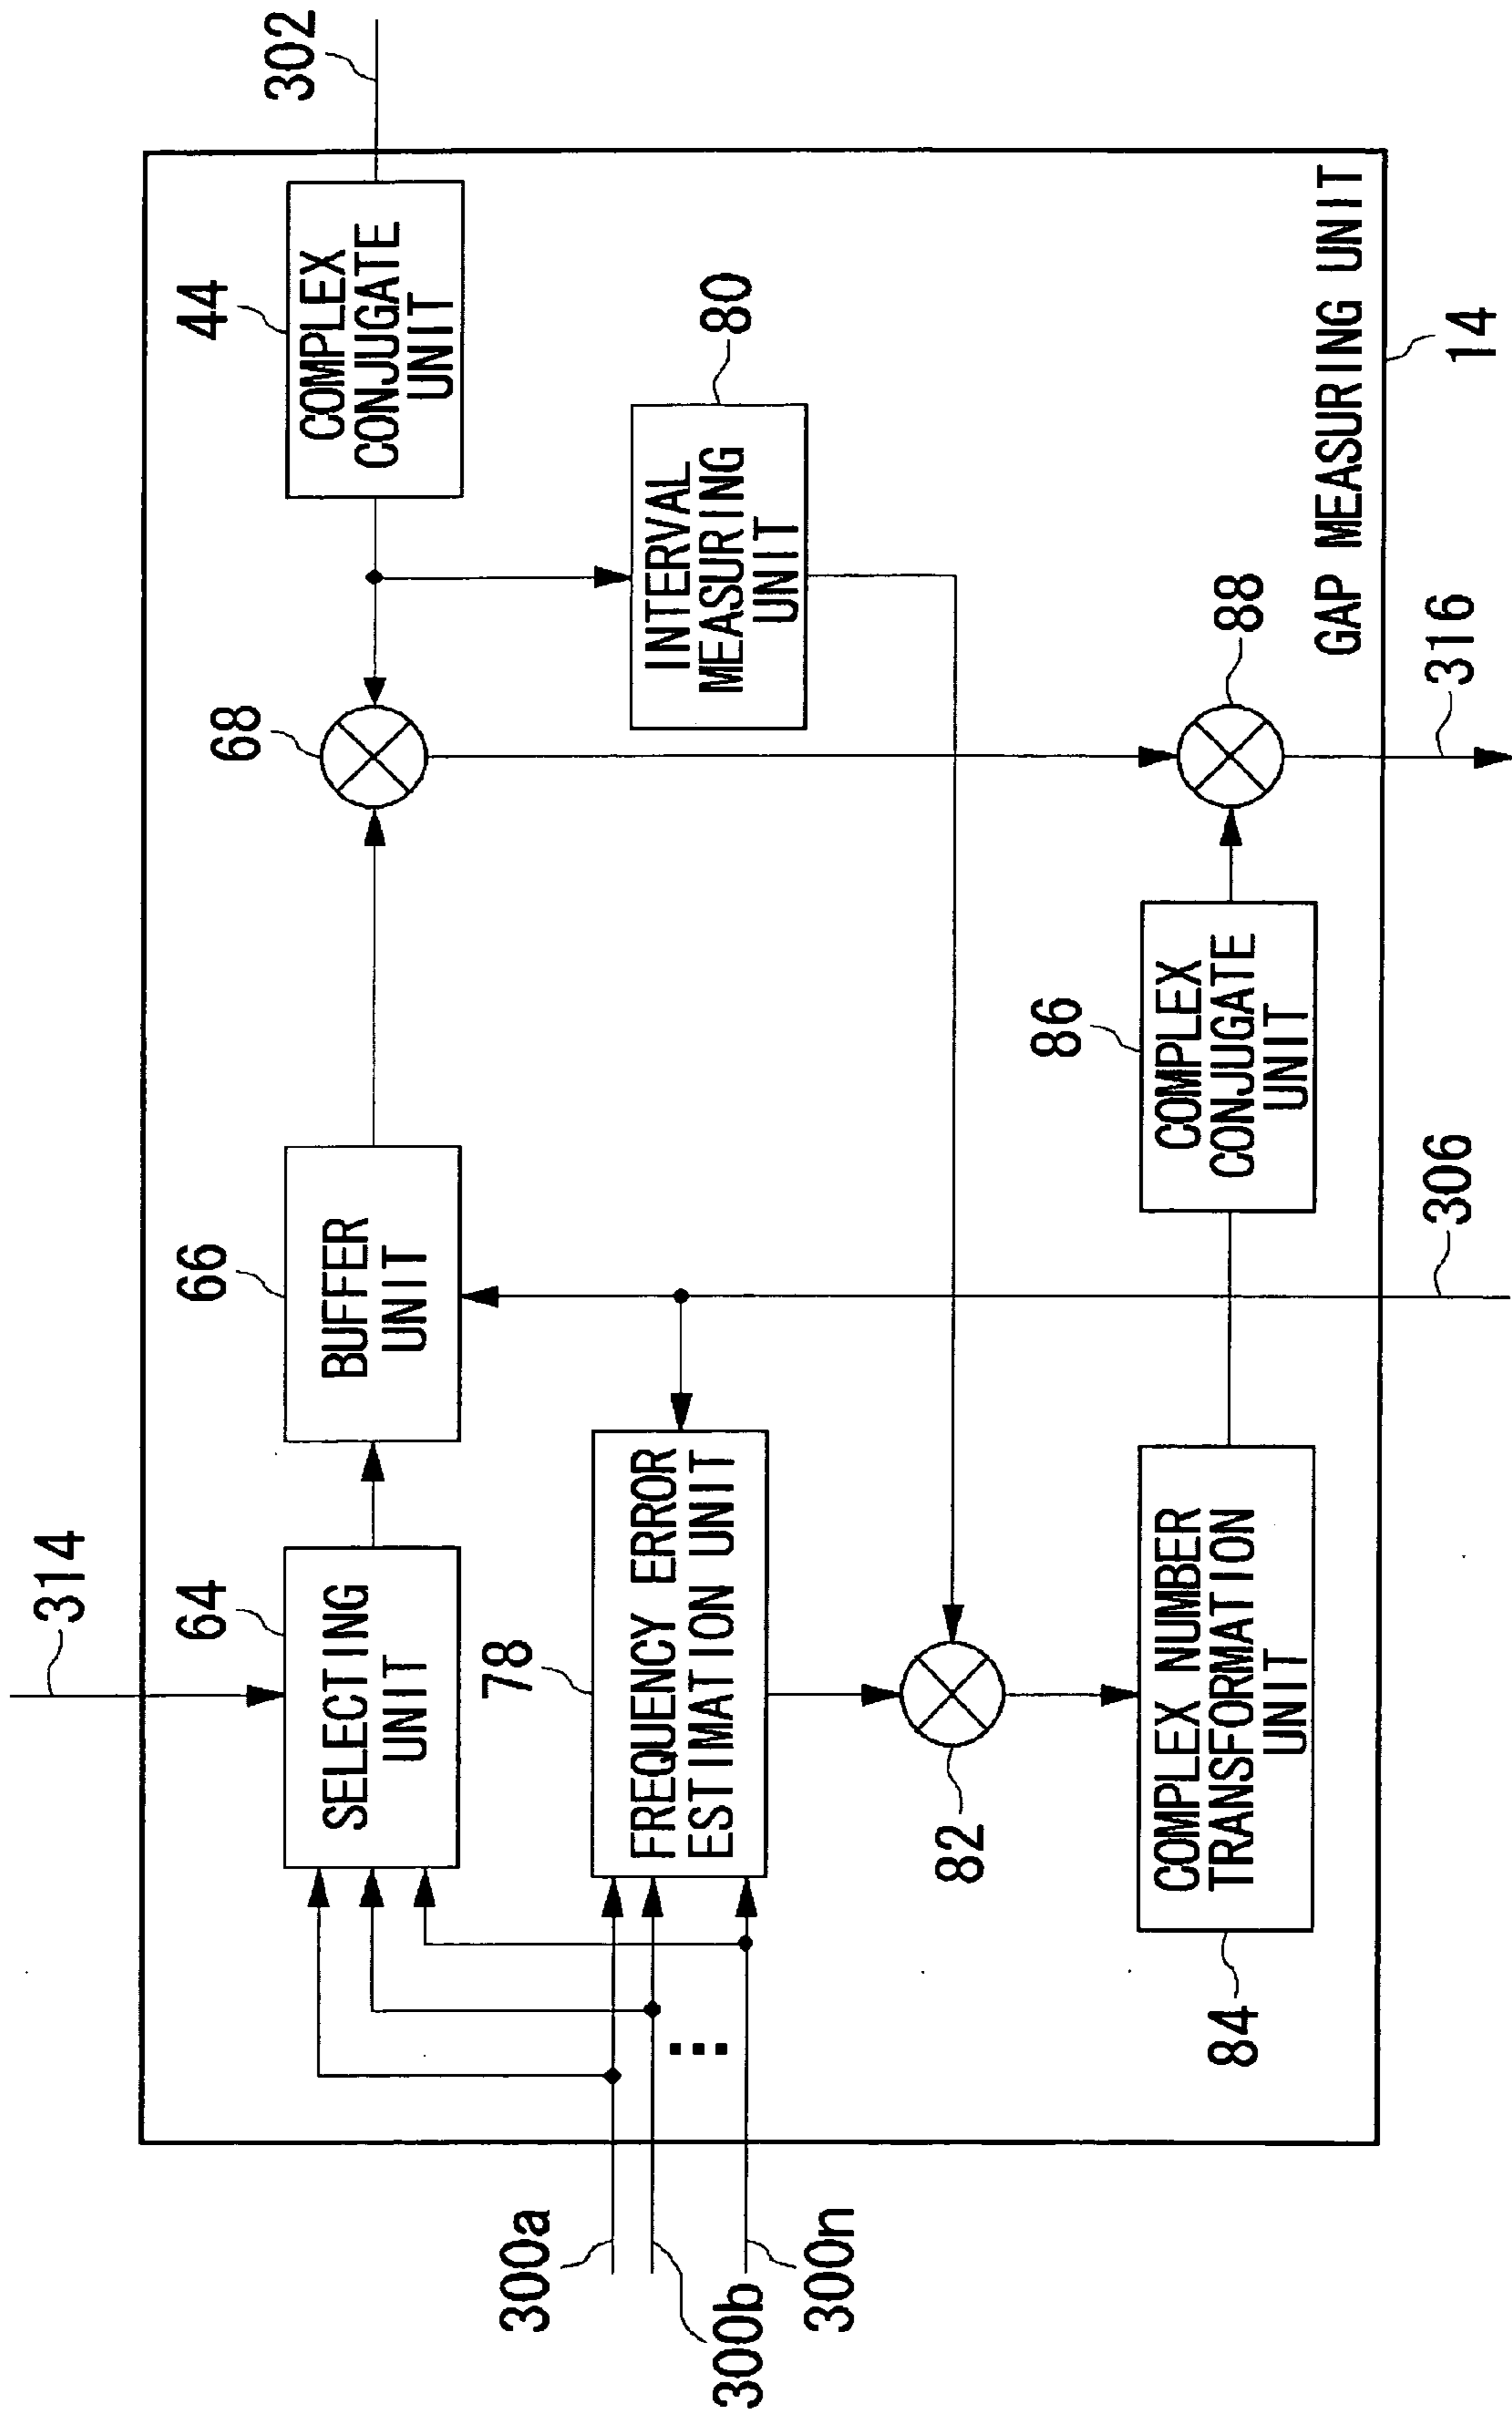 314
64
SELECTING
UNIT
66
BUFFER
UNIT
68
44
COMPLEX
CONJUGATE
UNIT
302
300a
300b
300n
78
FREQUENCY ERROR
ESTIMATION UNIT
80
INTERVAL
MEASURING
UNIT
82
84
COMPLEX NUMBER
TRANSFORMATION
UNIT
86
COMPLEX
CONJUGATE
UNIT
88
GAP MEASURING UNIT
306
316
14